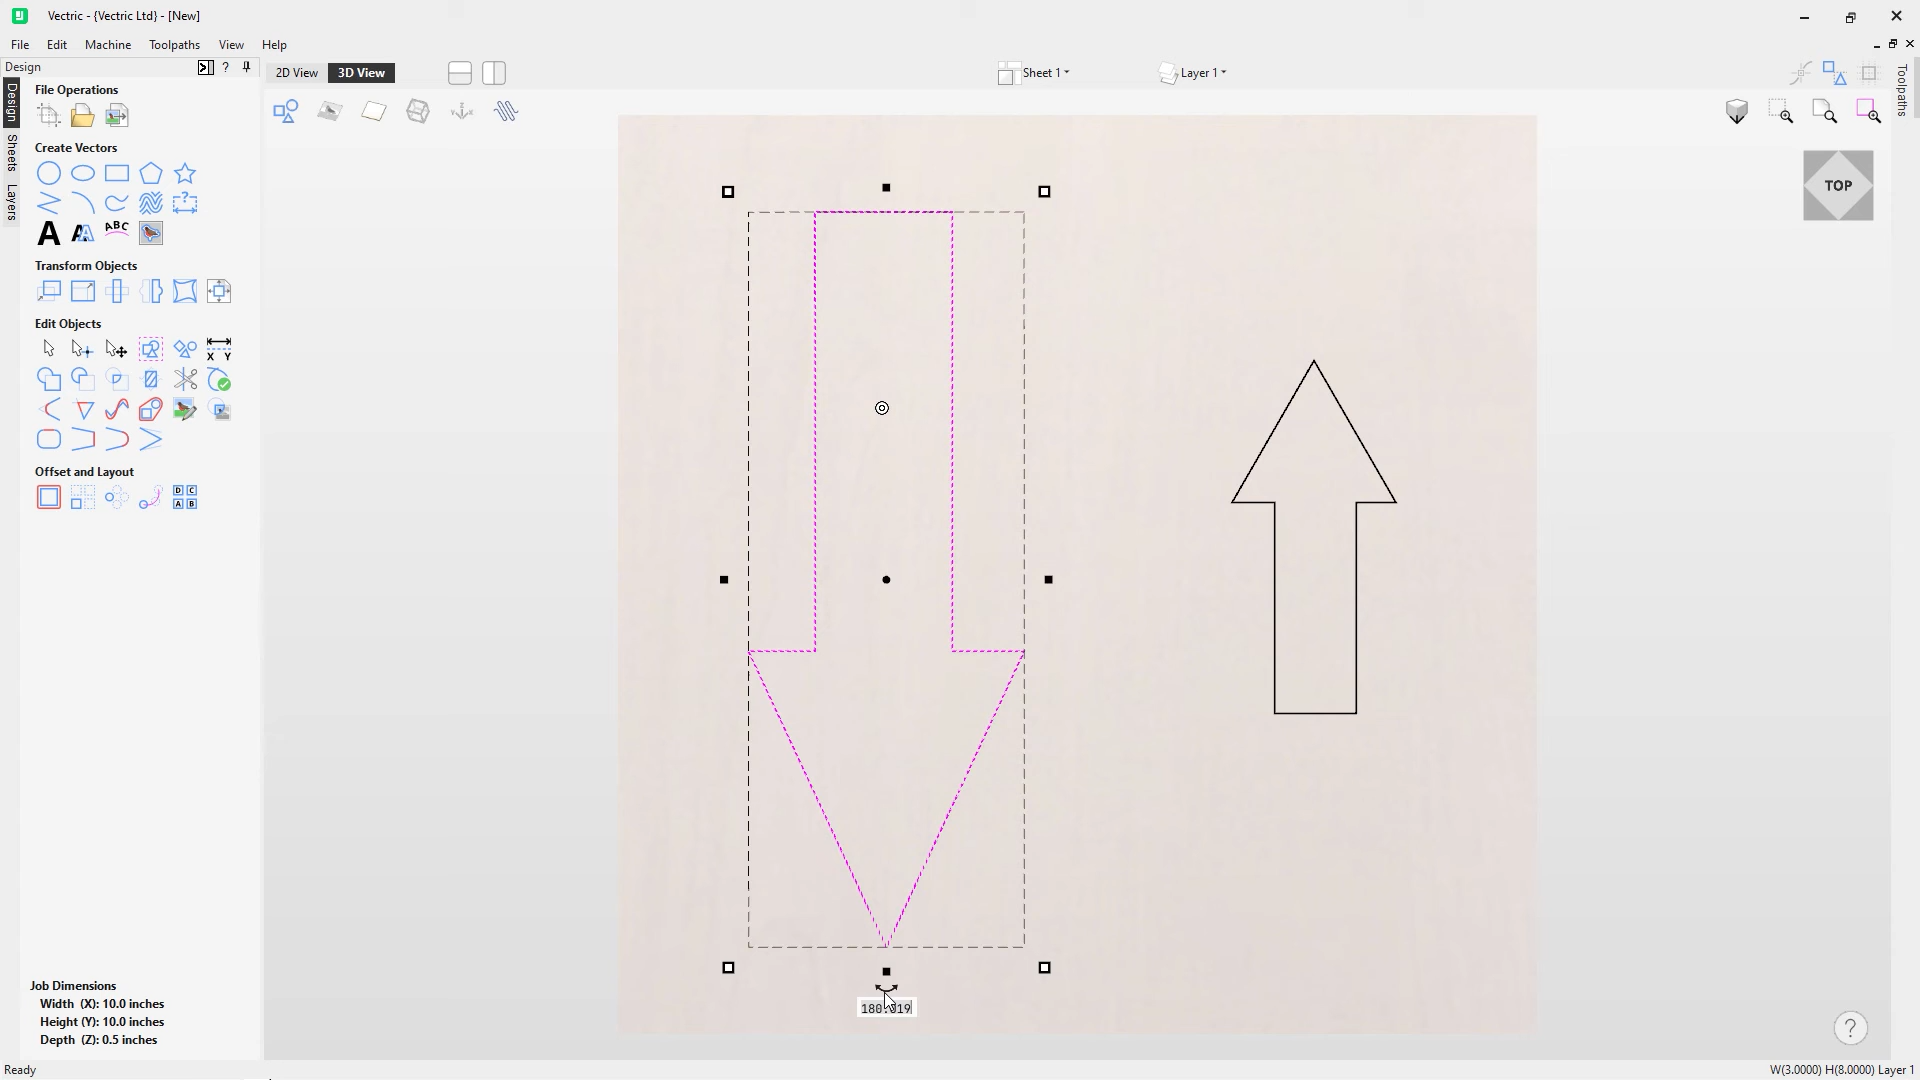 Vectric - {Vectric Ltd} - [New]
File Edit Machine Toolpaths View Help
Design
2D View 3D View
Sheet 1
Layer 1
Design
Sheets
Layers
Toolpaths
File Operations
Create Vectors
A A ABC
Transform Objects
Edit Objects
X Y
Offset and Layout
D C
A B
TOP
Job Dimensions
Width (X): 10.0 inches
Height (Y): 10.0 inches
Depth (Z): 0.5 inches
Ready
W(3.0000) H(8.0000) Layer 1